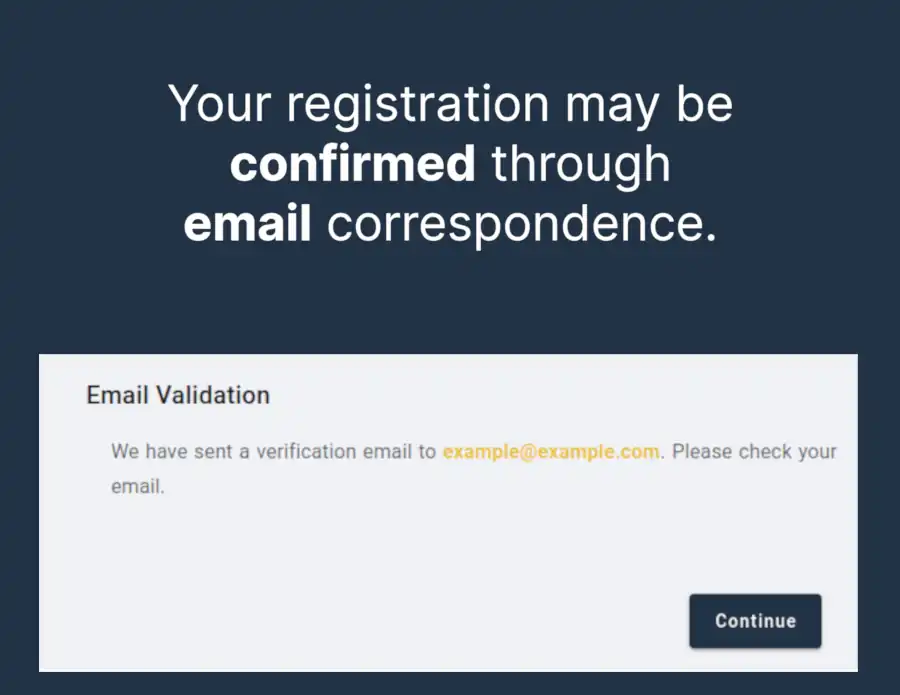 Your registration may be
confirmed through
email correspondence.
Email Validation
We have sent a verification email to example@example.com. Please check your
email.
Continue